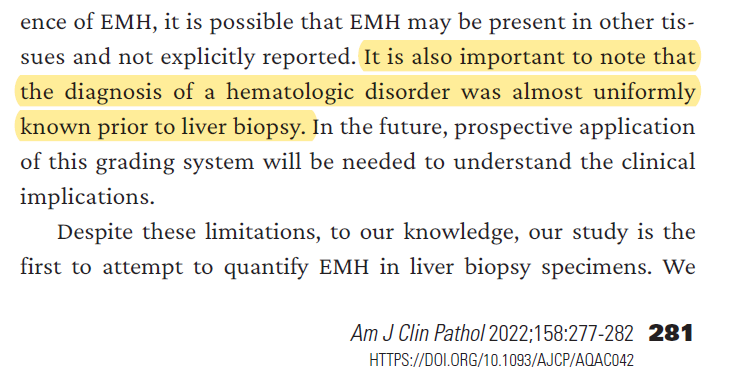 ence of EMH, it is possible that EMH may be present in other tis-
sues and not explicitly reported. It is also important to note that
the diagnosis of a hematologic disorder was almost uniformly
known prior to liver biopsy. In the future, prospective application
of this grading system will be needed to understand the clinical
implications.
Despite these limitations, to our knowledge, our study is the
first to attempt to quantify EMH in liver biopsy specimens. We
Am J Clin Pathol 2022;158:277-282 281
HTTPS://DOI.ORG/10.1093/AJCP/AQAC042